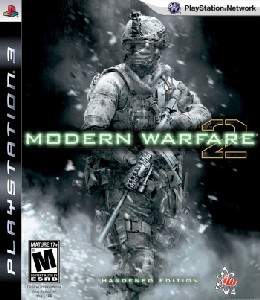 PlayStation Network
PLAYSTATION 3
MODERN WARFARE 2
HARDENED EDITION
MATURE 17+
M
ESRB